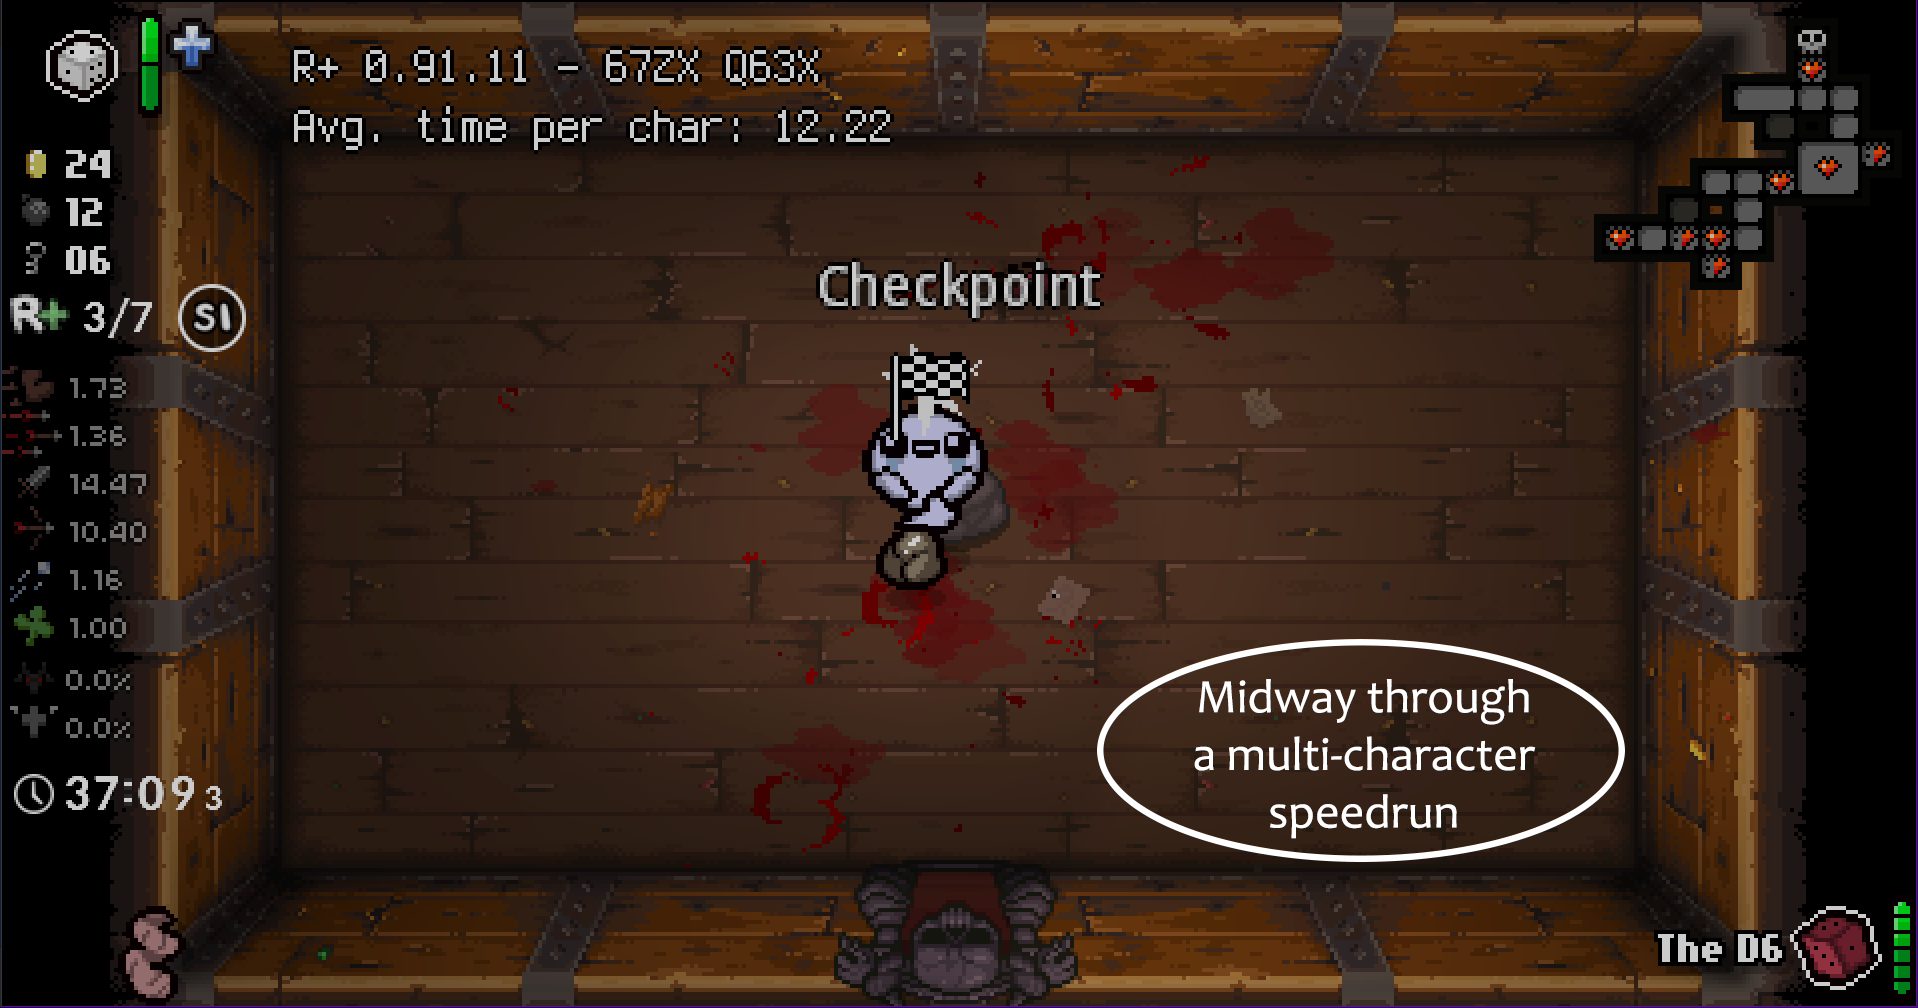 R+ 0.91.11 - 67ZX Q63X
Avg. time per char: 12.22
24
12
06
R+ 3/7 SI
Checkpoint
1.73
1.36
14.47
10.40
1.16
1.00
0.0%
0.0%
37:09 3
Midway through
a multi-character
speedrun
The D6